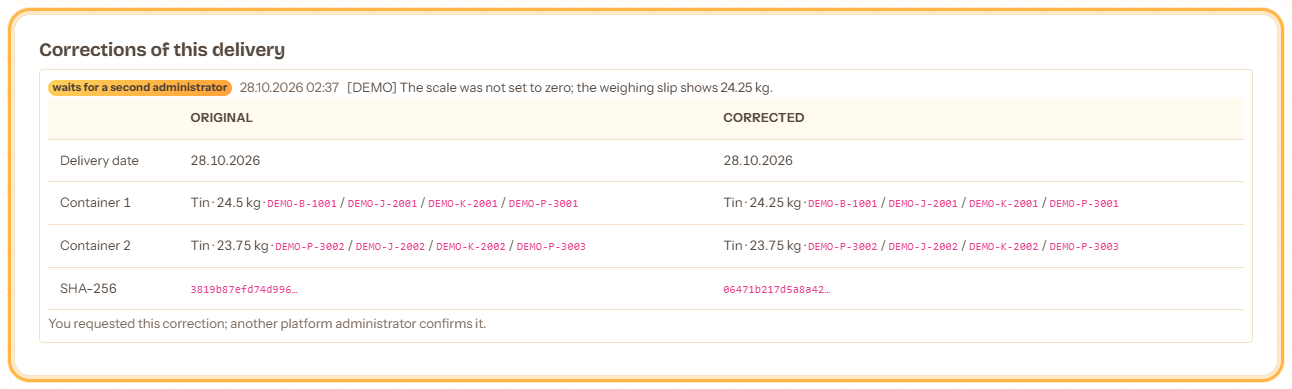 Corrections of this delivery
waits for a second administrator 28.10.2026 02:37 [DEMO] The scale was not set to zero; the weighing slip shows 24.25 kg.
ORIGINAL CORRECTED
Delivery date 28.10.2026 28.10.2026
Container 1 Tin · 24.5 kg · DEMO-B-1001 / DEMO-J-2001 / DEMO-K-2001 / DEMO-P-3001 Tin · 24.25 kg · DEMO-B-1001 / DEMO-J-2001 / DEMO-K-2001 / DEMO-P-3001
Container 2 Tin · 23.75 kg · DEMO-P-3002 / DEMO-J-2002 / DEMO-K-2002 / DEMO-P-3003 Tin · 23.75 kg · DEMO-P-3002 / DEMO-J-2002 / DEMO-K-2002 / DEMO-P-3003
SHA-256 3819b87efd74d996… 06471b217d5a8a42…
You requested this correction; another platform administrator confirms it.